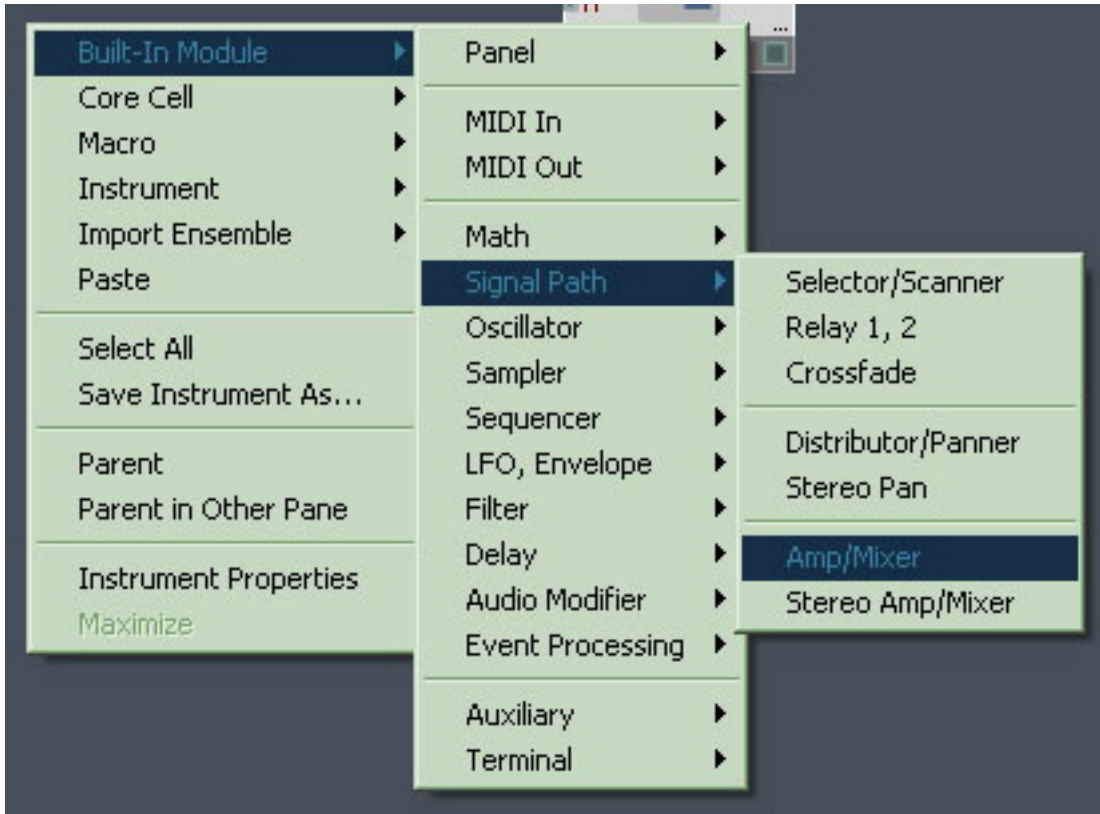 Built-In Module
Core Cell
Macro
Instrument
Import Ensemble
Paste
Select All
Save Instrument As...
Parent
Parent in Other Pane
Instrument Properties
Maximize
Panel
MIDI In
MIDI Out
Math
Signal Path
Oscillator
Sampler
Sequencer
LFO, Envelope
Filter
Delay
Audio Modifier
Event Processing
Auxiliary
Terminal
Selector/Scanner
Relay 1, 2
Crossfade
Distributor/Panner
Stereo Pan
Amp/Mixer
Stereo Amp/Mixer
...